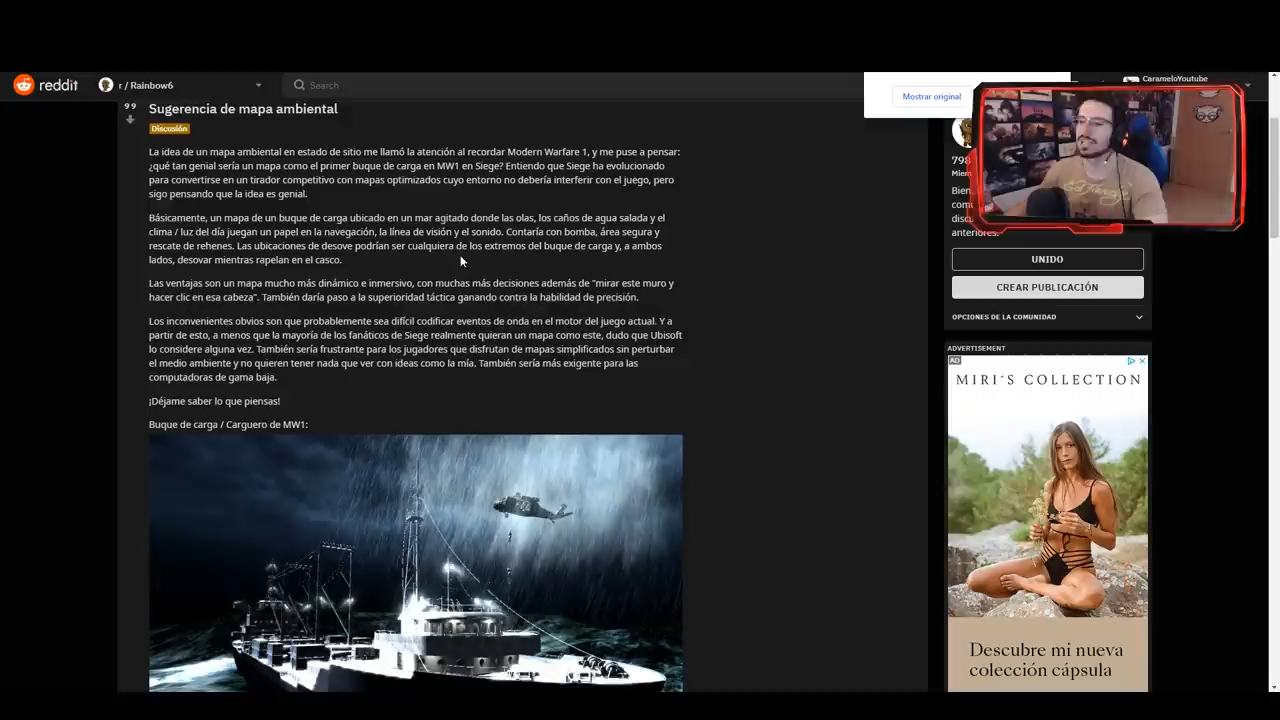 reddit
r / Rainbow6
Search
Mostrar original
CarameloYoutube
99
Sugerencia de mapa ambiental
Discusión
La idea de un mapa ambiental en estado de sitio me llamó la atención al recordar Modern Warfare 1, y me puse a pensar:
¿qué tan genial sería un mapa como el primer buque de carga en MW1 en Siege? Entiendo que Siege ha evolucionado
para convertirse en un tirador competitivo con mapas optimizados cuyo entorno no debería interferir con el juego, pero
sigo pensando que la idea es genial.
Básicamente, un mapa de un buque de carga ubicado en un mar agitado donde las olas, los caños de agua salada y el
clima / luz del día juegan un papel en la navegación, la línea de visión y el sonido. Contaría con bomba, área segura y
rescate de rehenes. Las ubicaciones de desove podrían ser cualquiera de los extremos del buque de carga y, a ambos
lados, desovar mientras rapelan en el casco.
Las ventajas son un mapa mucho más dinámico e inmersivo, con muchas más decisiones además de "mirar este muro y
hacer clic en esa cabeza". También daría paso a la superioridad táctica ganando contra la habilidad de precisión.
Los inconvenientes obvios son que probablemente sea difícil codificar eventos de onda en el motor del juego actual. Y a
partir de esto, a menos que la mayoría de los fanáticos de Siege realmente quieran un mapa como este, dudo que Ubisoft
lo considere alguna vez. También sería frustrante para los jugadores que disfrutan de mapas simplificados sin perturbar
el medio ambiente y no quieren tener nada que ver con ideas como la mía. También sería más exigente para las
computadoras de gama baja.
¡Déjame saber lo que piensas!
Buque de carga / Carguero de MW1:
798
Miem
Bien
comu
discu
anteriores.
UNIDO
CREAR PUBLICACIÓN
OPCIONES DE LA COMUNIDAD
ADVERTISEMENT
AD
MIRI´S COLLECTION
Descubre mi nueva
colección cápsula